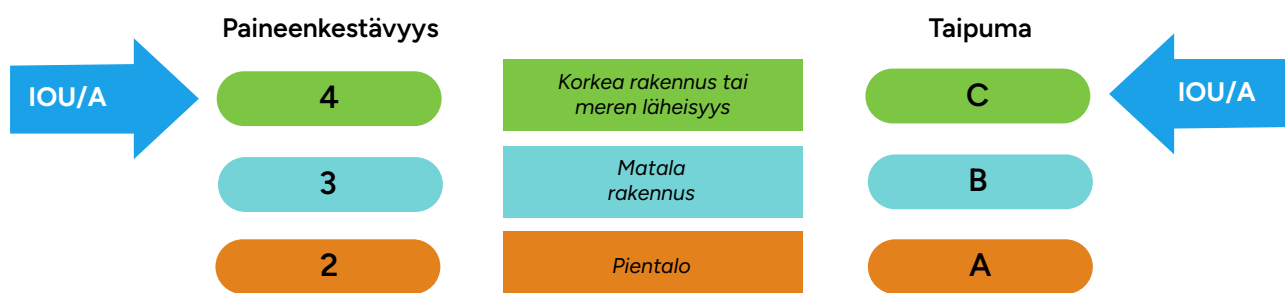 Paineenkestävyys
Taipuma
IOU/A
4
Korkea rakennus tai
meren läheisyys
C
IOU/A
3
Matala
rakennus
B
2
Pientalo
A